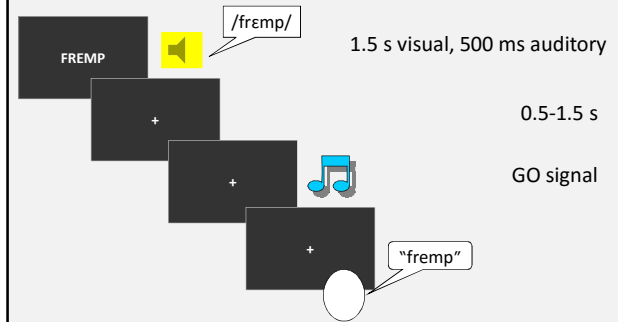 /frɛmp/
FREMP
1.5 s visual, 500 ms auditory
+
0.5-1.5 s
+
GO signal
+
"fremp"